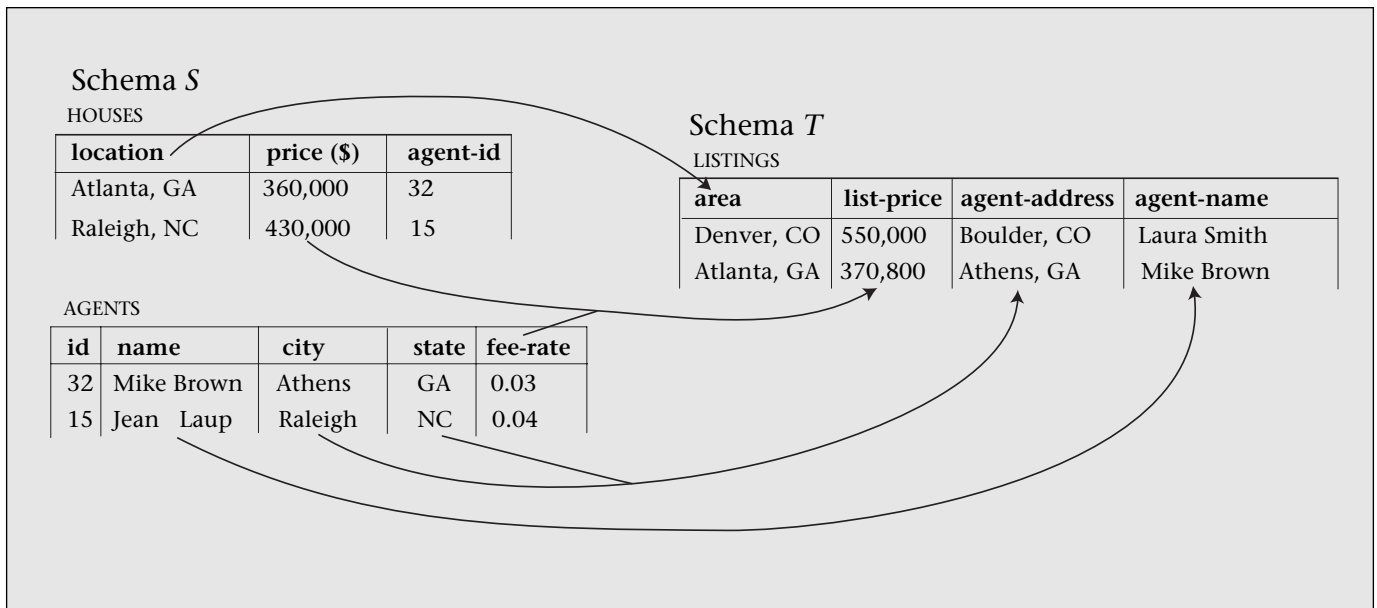 Schema S
HOUSES
location price ($) agent-id
Atlanta, GA 360,000 32
Raleigh, NC 430,000 15
AGENTS
id name city state fee-rate
32 Mike Brown Athens GA 0.03
15 Jean Laup Raleigh NC 0.04
Schema T
LISTINGS
area list-price agent-address agent-name
Denver, CO 550,000 Boulder, CO Laura Smith
Atlanta, GA 370,800 Athens, GA Mike Brown